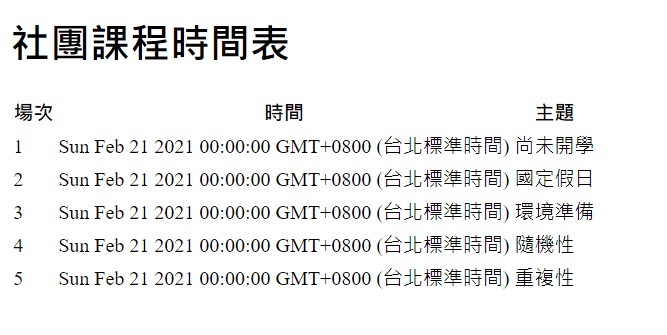 社團課程時間表
場次 時間 主題
1 Sun Feb 21 2021 00:00:00 GMT+0800 (台北標準時間) 尚未開學
2 Sun Feb 21 2021 00:00:00 GMT+0800 (台北標準時間) 國定假日
3 Sun Feb 21 2021 00:00:00 GMT+0800 (台北標準時間) 環境準備
4 Sun Feb 21 2021 00:00:00 GMT+0800 (台北標準時間) 隨機性
5 Sun Feb 21 2021 00:00:00 GMT+0800 (台北標準時間) 重複性